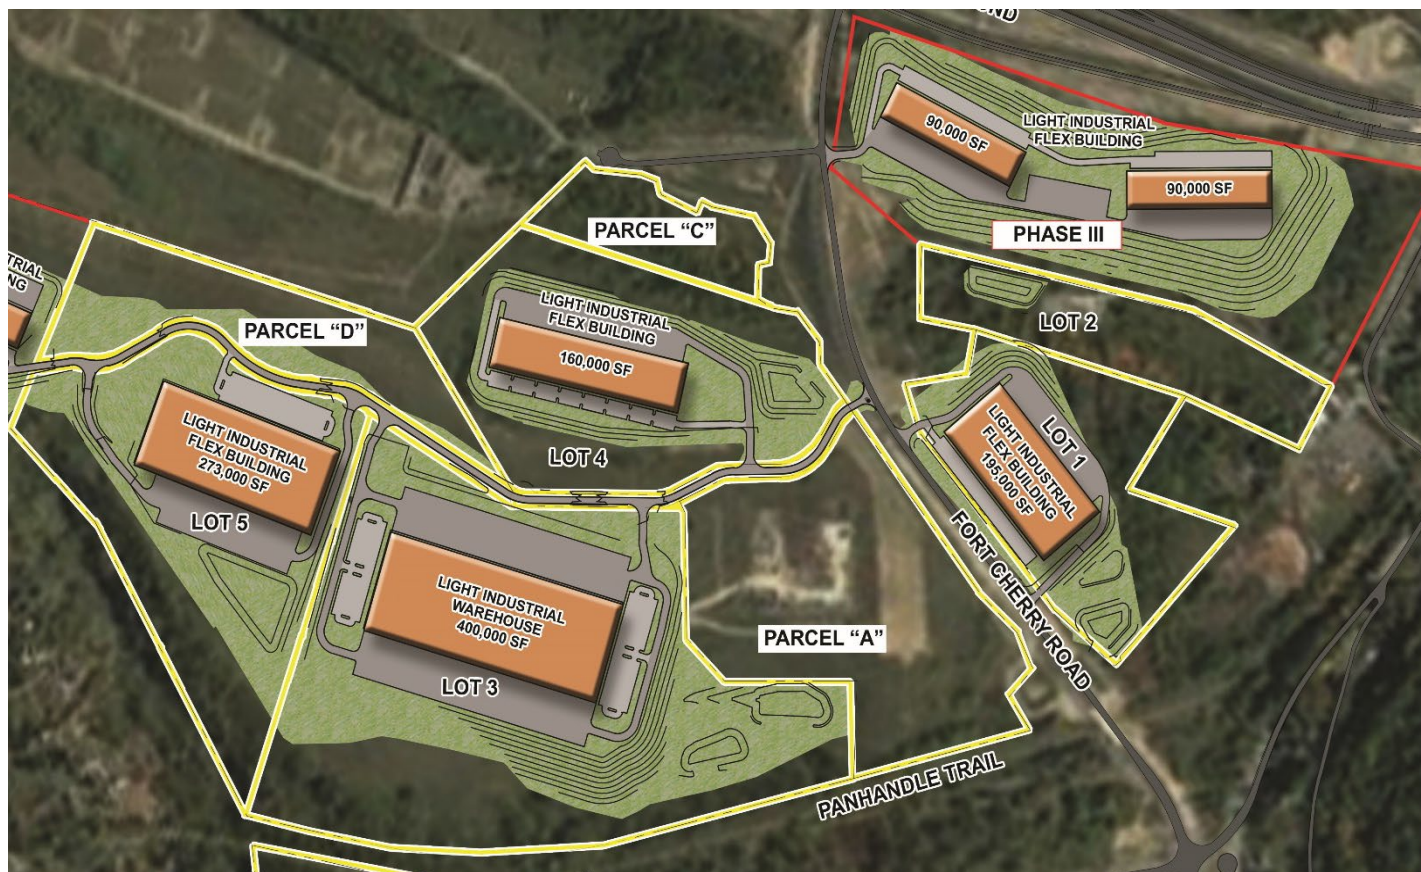 90,000 SF
LIGHT INDUSTRIAL
FLEX BUILDING
90,000 SF
PHASE III
PARCEL “C”
LIGHT INDUSTRIAL
FLEX BUILDING
160,000 SF
LOT 4
LOT 2
PARCEL “D”
LIGHT INDUSTRIAL
FLEX BUILDING
273,000 SF
LOT 5
LOT 1
LIGHT INDUSTRIAL
FLEX BUILDING
195,000 SF
FORT CHERRY ROAD
LIGHT INDUSTRIAL
WAREHOUSE
400,000 SF
LOT 3
PARCEL “A”
PANHANDLE TRAIL